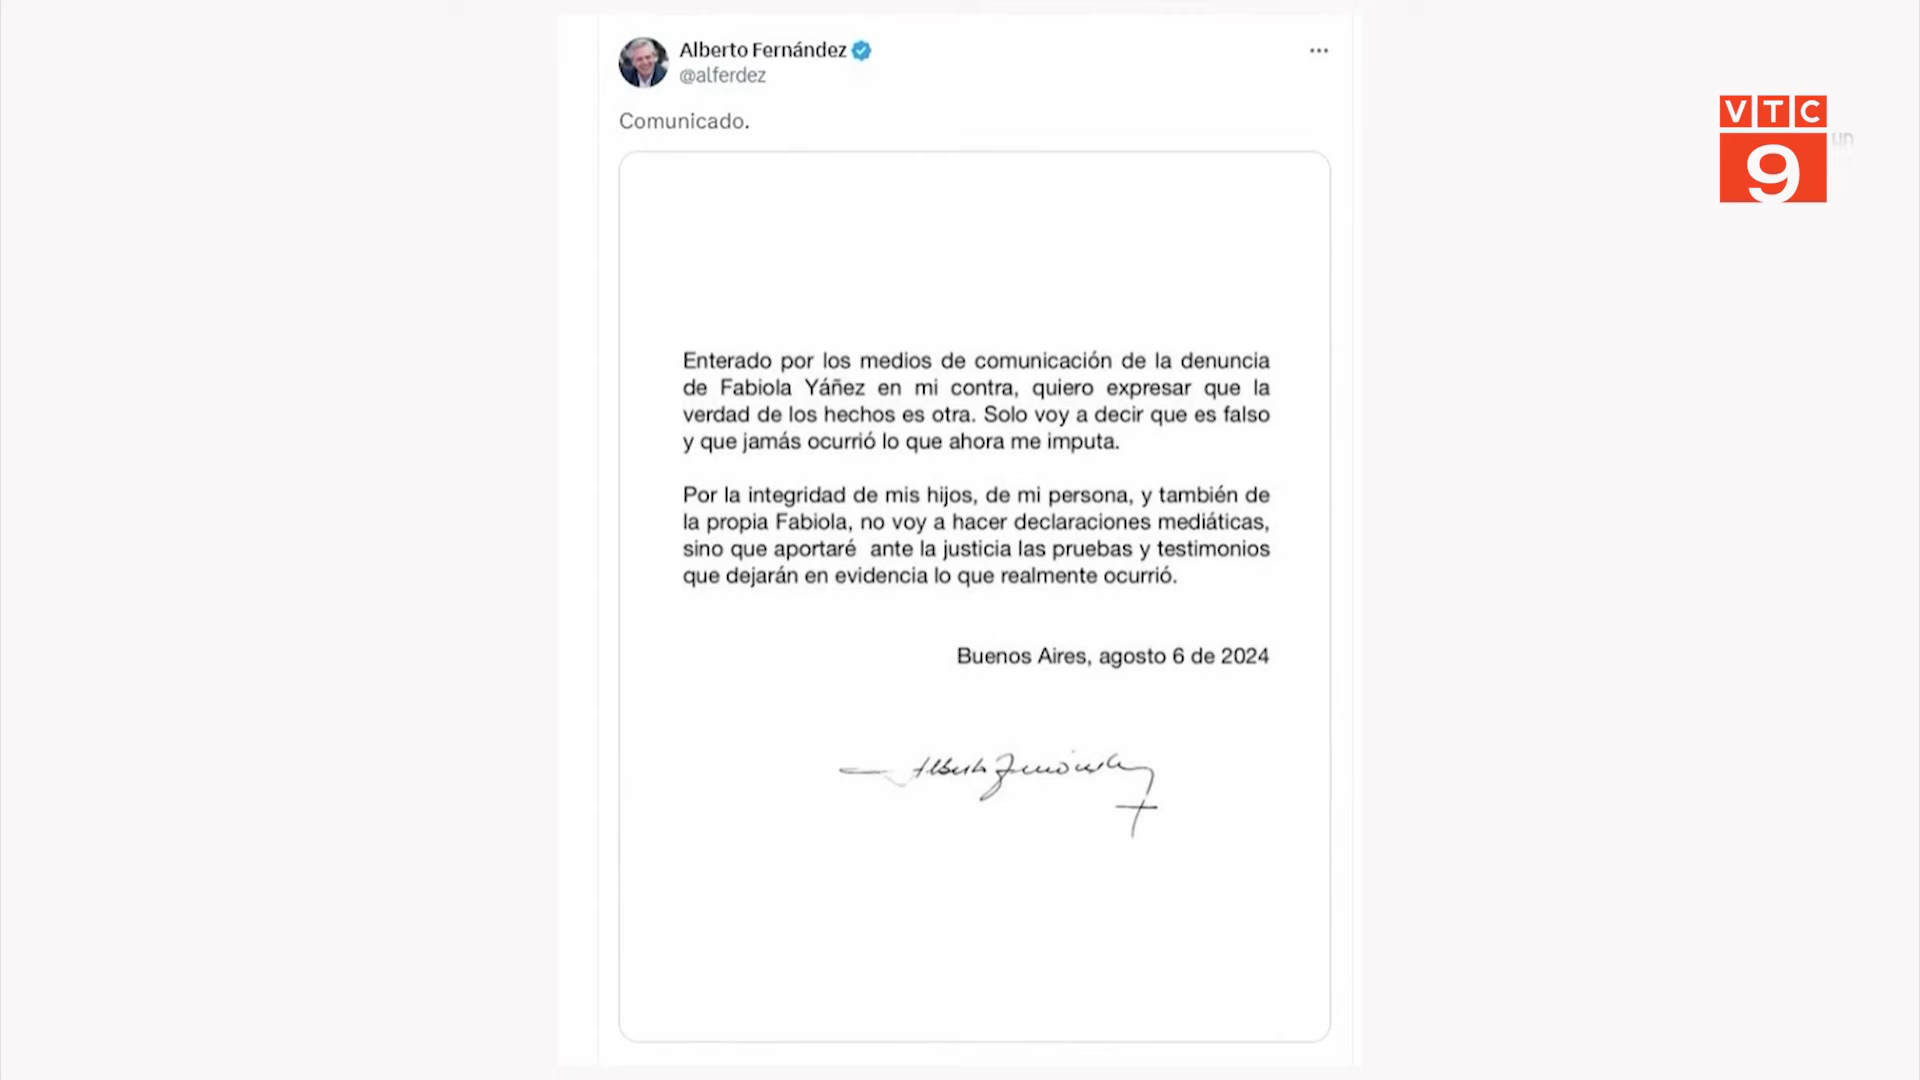 Alberto Fernández
@alferdez
Comunicado.
VTC
9
Enterado por los medios de comunicación de la denuncia
de Fabiola Yáñez en mi contra, quiero expresar que la
verdad de los hechos es otra. Solo voy a decir que es falso
y que jamás ocurrió lo que ahora me imputa.
Por la integridad de mis hijos, de mi persona, y también de
la propia Fabiola, no voy a hacer declaraciones mediáticas,
sino que aportaré  ante la justicia las pruebas y testimonios
que dejarán en evidencia lo que realmente ocurrió.
Buenos Aires, agosto 6 de 2024
Alberto Fernández